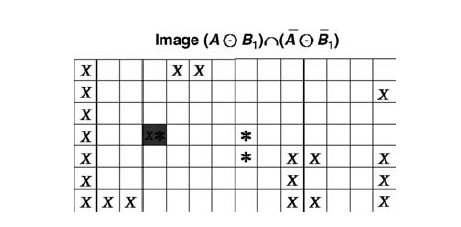 Image (A ⊙ B₁)∩(A̅ ⊙ B̅₁)
X X X
X X
X
X x* *
X * X X X
X X X
X X X X X X